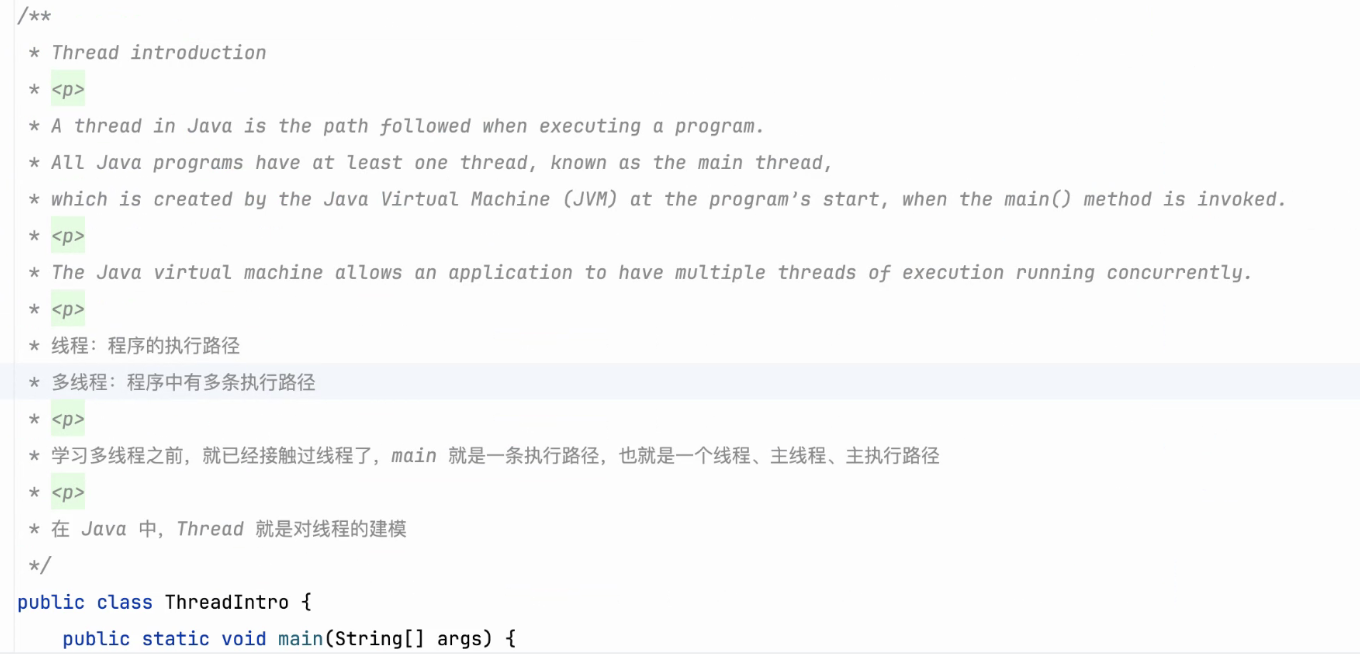 /**
* Thread introduction
* <p>
* A thread in Java is the path followed when executing a program.
* All Java programs have at least one thread, known as the main thread,
* which is created by the Java Virtual Machine (JVM) at the program’s start, when the main() method is invoked.
* <p>
* The Java virtual machine allows an application to have multiple threads of execution running concurrently.
* <p>
* 线程：程序的执行路径
* 多线程：程序中有多条执行路径
* <p>
* 学习多线程之前，就已经接触过线程了，main 就是一条执行路径，也就是一个线程、主线程、主执行路径
* <p>
* 在 Java 中，Thread 就是对线程的建模
*/
public class ThreadIntro {
public static void main(String[] args) {